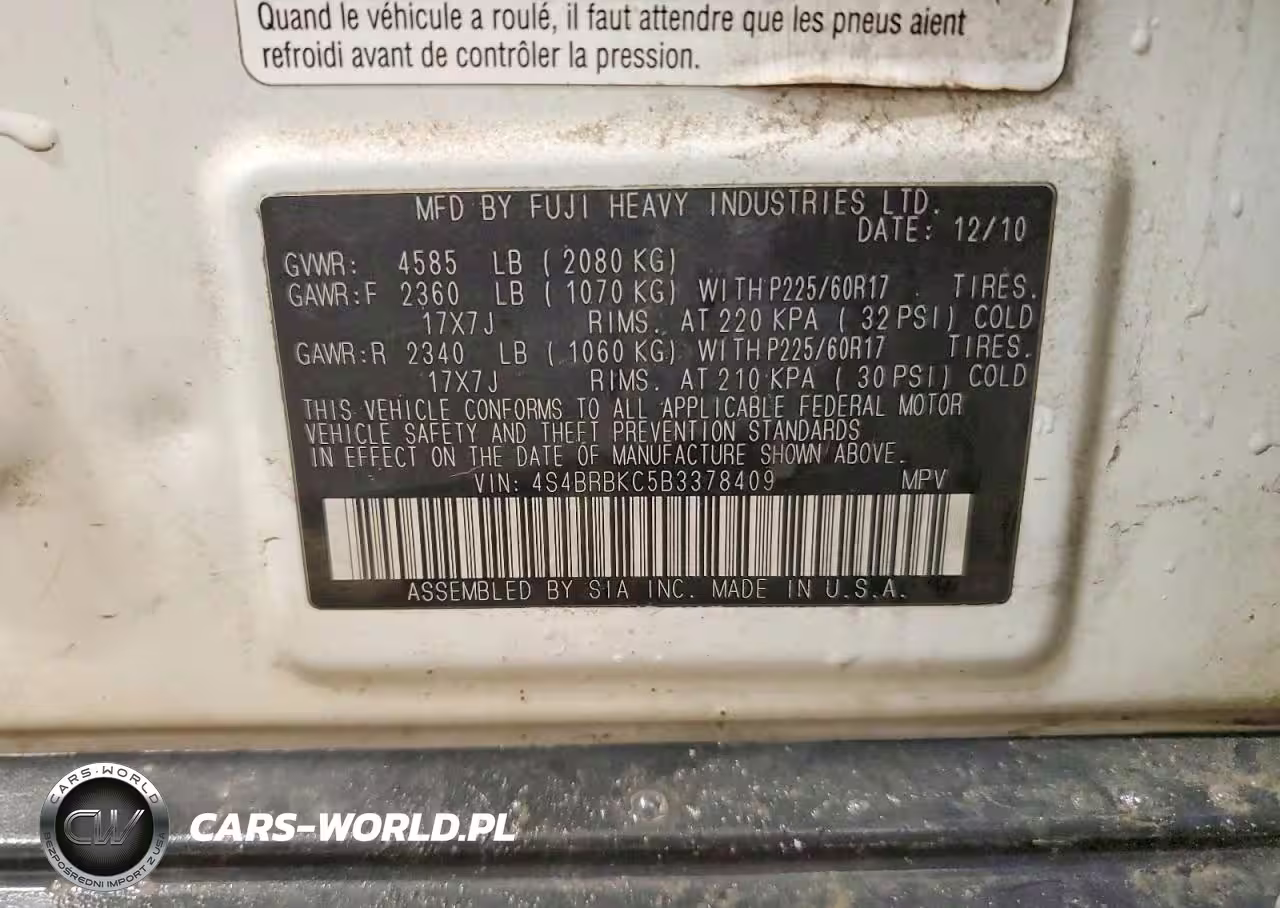 Quand le véhicule a roulé, il faut attendre que les pneus aient
refroidi avant de contrôler la pression.
MFD BY FUJI HEAVY INDUSTRIES LTD.
DATE: 12/10
GVWR: 4585 LB ( 2080 KG)
GAWR:F 2360 LB ( 1070 KG) WITH P225/60R17 TIRES.
17X7J RIMS. AT 220 KPA ( 32 PSI) COLD
GAWR:R 2340 LB ( 1060 KG) WITH P225/60R17 TIRES.
17X7J RIMS. AT 210 KPA ( 30 PSI) COLD
THIS VEHICLE CONFORMS TO ALL APPLICABLE FEDERAL MOTOR
VEHICLE SAFETY AND THEFT PREVENTION STANDARDS
IN EFFECT ON THE DATE OF MANUFACTURE SHOWN ABOVE.
VIN: 4S4BRBKC5B3378409 MPV
ASSEMBLED BY SIA INC. MADE IN U.S.A.
CARS-WORLD
CW
BEZPOŚREDNI IMPORT Z USA
CARS-WORLD.PL